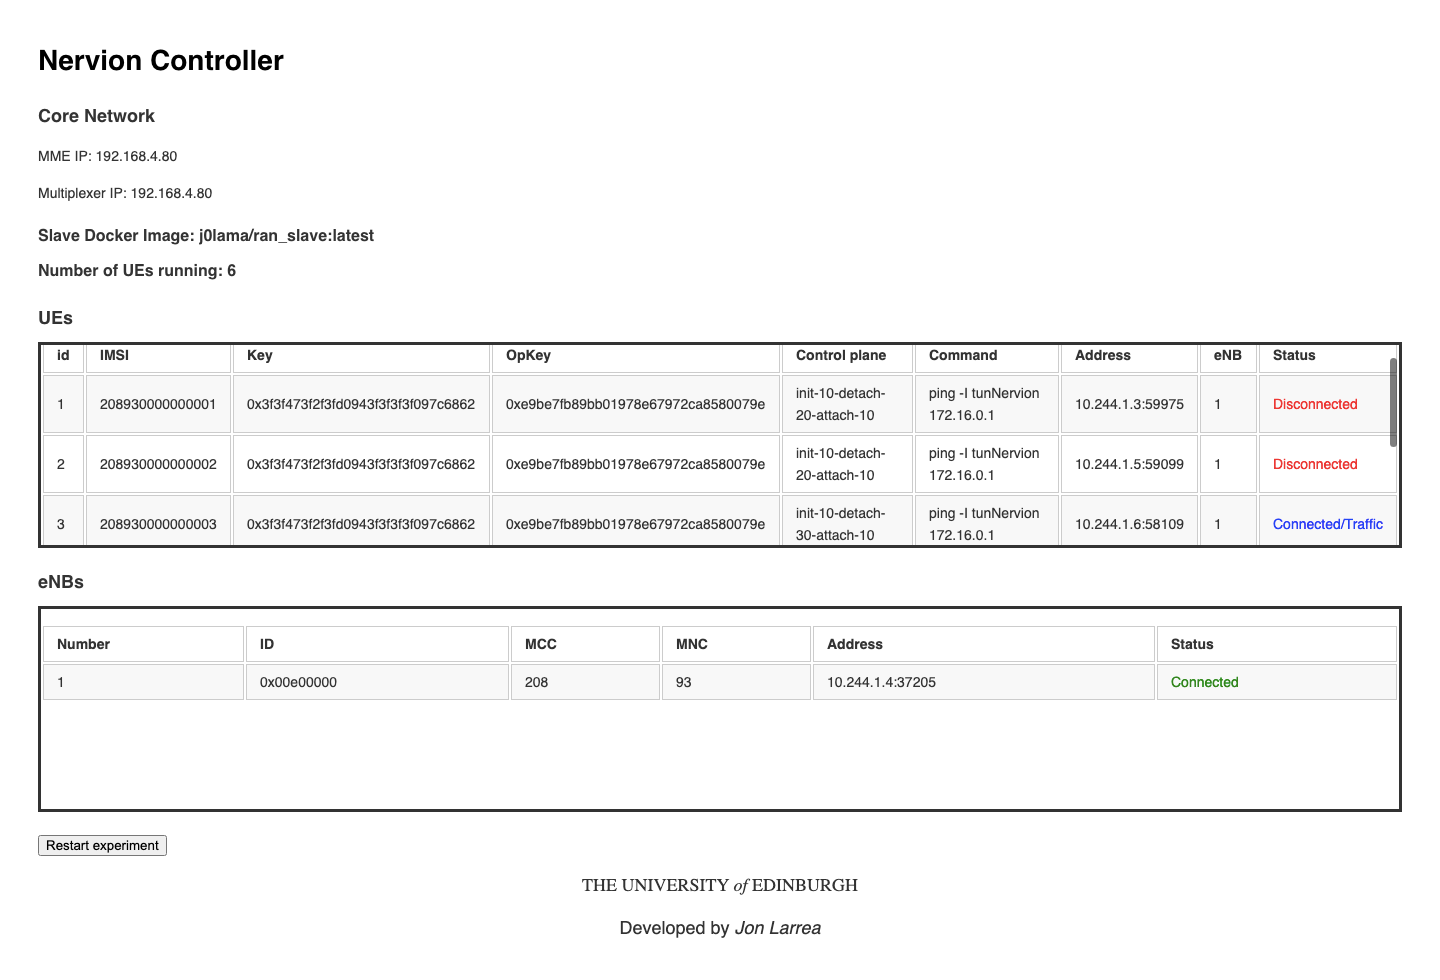 Nervion Controller
Core Network
MME IP: 192.168.4.80
Multiplexer IP: 192.168.4.80
Slave Docker Image: j0lama/ran_slave:latest
Number of UEs running: 6
UEs
id IMSI Key OpKey Control plane Command Address eNB Status
1 208930000000001 0x3f3f473f2f3fd0943f3f3f3f097c6862 0xe9be7fb89bb01978e67972ca8580079e init-10-detach-20-attach-10 ping -I tunNervion 172.16.0.1 10.244.1.3:59975 1 Disconnected
2 208930000000002 0x3f3f473f2f3fd0943f3f3f3f097c6862 0xe9be7fb89bb01978e67972ca8580079e init-10-detach-20-attach-10 ping -I tunNervion 172.16.0.1 10.244.1.5:59099 1 Disconnected
3 208930000000003 0x3f3f473f2f3fd0943f3f3f3f097c6862 0xe9be7fb89bb01978e67972ca8580079e init-10-detach-30-attach-10 ping -I tunNervion 172.16.0.1 10.244.1.6:58109 1 Connected/Traffic
eNBs
Number ID MCC MNC Address Status
1 0x00e00000 208 93 10.244.1.4:37205 Connected
Restart experiment
THE UNIVERSITY of EDINBURGH
Developed by Jon Larrea